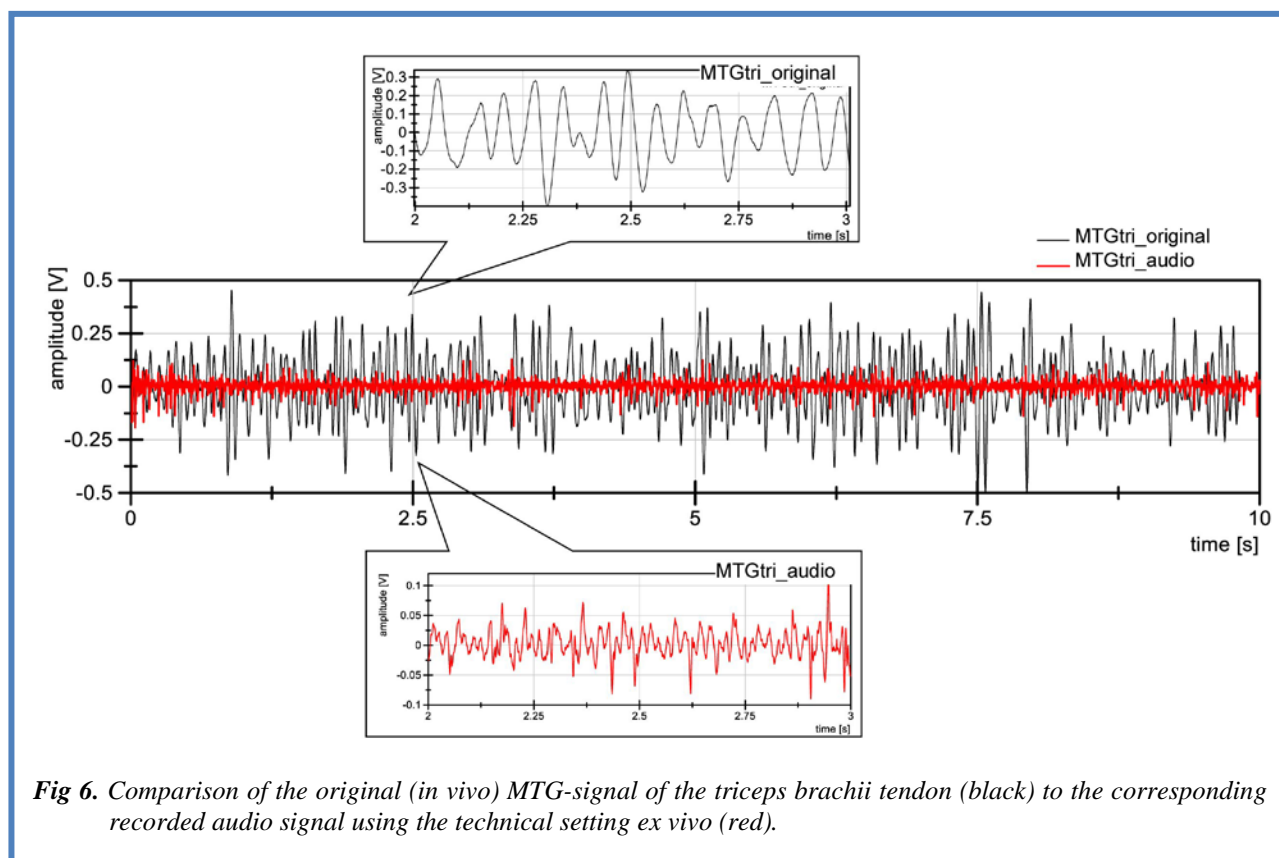 MTGtri_original
amplitude [V]
0.3
0.2
0.1
0
-0.1
-0.2
-0.3
2
2.25
2.5
2.75
3
time [s]
MTGtri_original
MTGtri_audio
amplitude [V]
0.5
0.25
0
-0.25
-0.5
0
2.5
5
7.5
10
time [s]
MTGtri_audio
amplitude [V]
0.1
0.05
0
-0.05
-0.1
2
2.25
2.5
2.75
3
time [s]
Fig 6. Comparison of the original (in vivo) MTG-signal of the triceps brachii tendon (black) to the corresponding
recorded audio signal using the technical setting ex vivo (red).